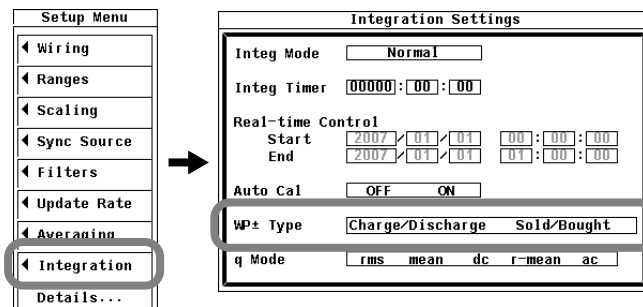 Setup Menu
Wiring
Ranges
Scaling
Sync Source
Filters
Update Rate
Averaging
Integration
Details...
Integration Settings
Integ Mode Normal
Integ Timer 00000: 00 : 00
Real-time Control
Start 2007 / 01 / 01 00 : 00 : 00
End 2007 / 01 / 01 01 : 00 : 00
Auto Cal OFF ON
WP± Type Charge/Discharge Sold/Bought
q Mode rms mean dc r-mean ac